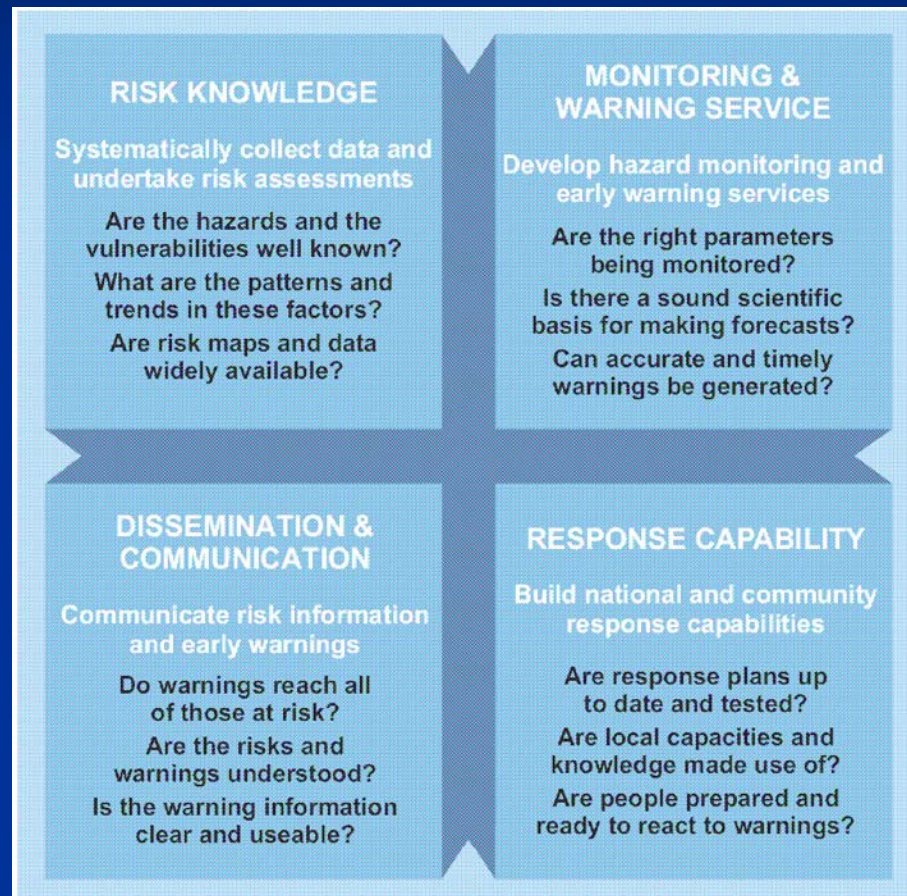 RISK KNOWLEDGE
Systematically collect data and
undertake risk assessments
Are the hazards and the
vulnerabilities well known?
What are the patterns and
trends in these factors?
Are risk maps and data
widely available?
MONITORING &
WARNING SERVICE
Develop hazard monitoring and
early warning services
Are the right parameters
being monitored?
Is there a sound scientific
basis for making forecasts?
Can accurate and timely
warnings be generated?
DISSEMINATION &
COMMUNICATION
Communicate risk information
and early warnings
Do warnings reach all
of those at risk?
Are the risks and
warnings understood?
Is the warning information
clear and useable?
RESPONSE CAPABILITY
Build national and community
response capabilities
Are response plans up
to date and tested?
Are local capacities and
knowledge made use of?
Are people prepared and
ready to react to warnings?